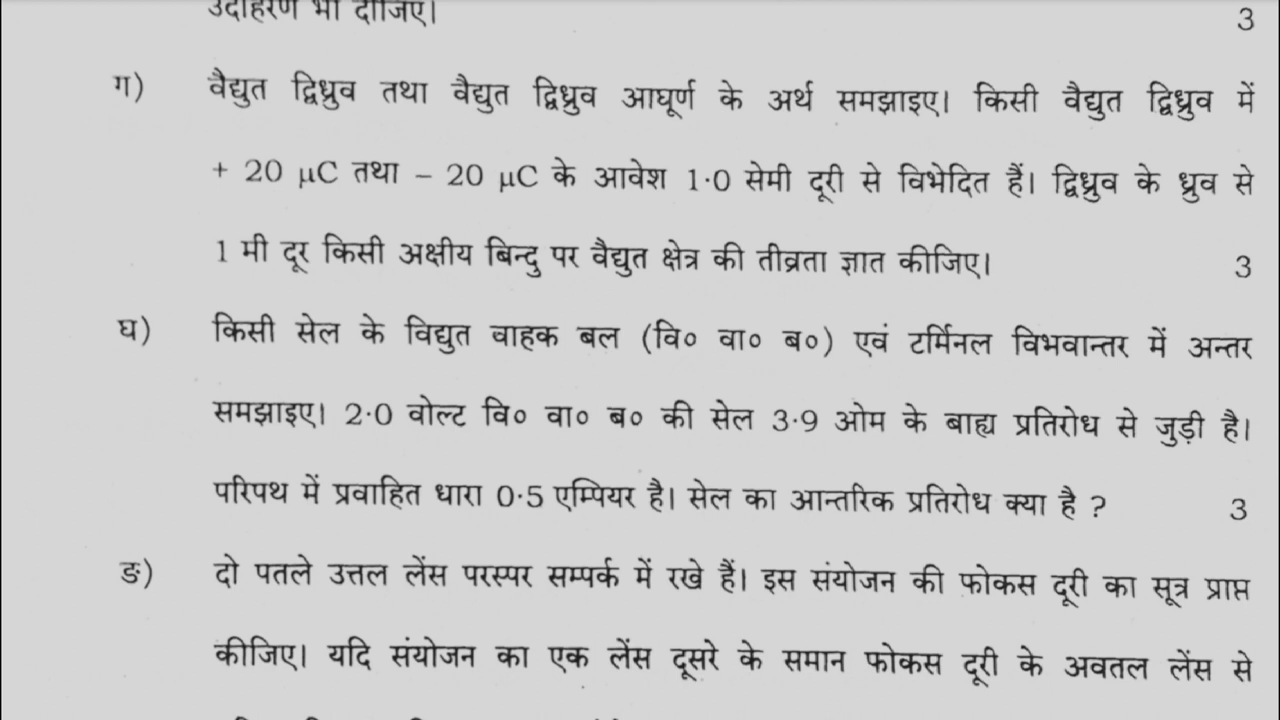 उदाहरण भी दीजिए। 3
ग) वैद्युत द्विध्रुव तथा वैद्युत द्विध्रुव आघूर्ण के अर्थ समझाइए। किसी वैद्युत द्विध्रुव में
+ 20 μC तथा – 20 μC के आवेश 1·0 सेमी दूरी से विभेदित हैं। द्विध्रुव के ध्रुव से
1 मी दूर किसी अक्षीय बिन्दु पर वैद्युत क्षेत्र की तीव्रता ज्ञात कीजिए। 3
घ) किसी सेल के विद्युत वाहक बल (वि० वा० ब०) एवं टर्मिनल विभवान्तर में अन्तर
समझाइए। 2·0 वोल्ट वि० वा० ब० की सेल 3·9 ओम के बाह्य प्रतिरोध से जुड़ी है।
परिपथ में प्रवाहित धारा 0·5 एम्पियर है। सेल का आन्तरिक प्रतिरोध क्या है ? 3
ङ) दो पतले उत्तल लेंस परस्पर सम्पर्क में रखे हैं। इस संयोजन की फोकस दूरी का सूत्र प्राप्त
कीजिए। यदि संयोजन का एक लेंस दूसरे के समान फोकस दूरी के अवतल लेंस से